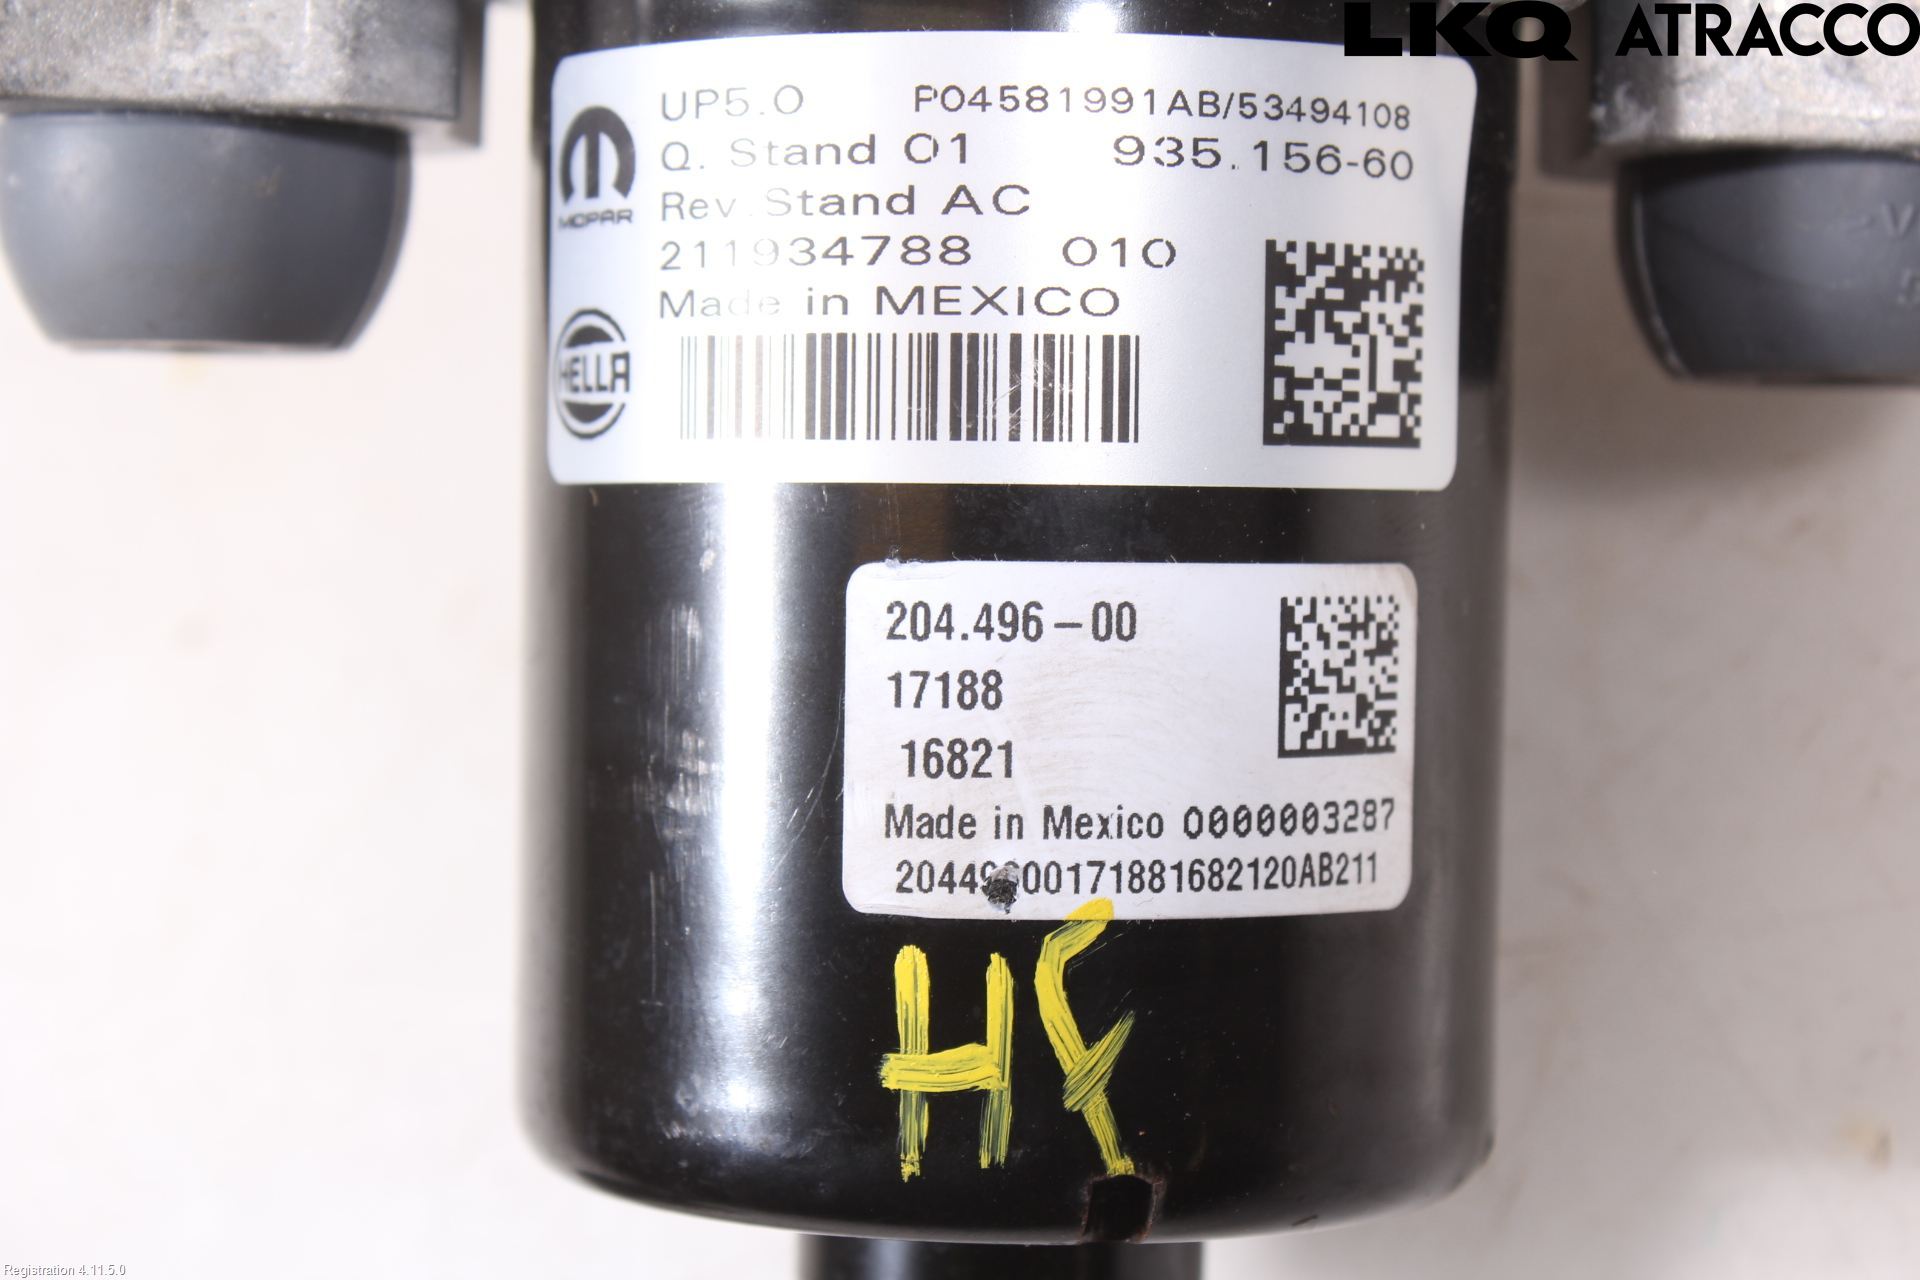 LKQ ATRACCO
UP5.0 P04581991AB/53494108
Q. Stand 01 935.156-60
Rev.Stand AC
MOPAR
211934788 010
Made in MEXICO
HELLA
204.496-00
17188
16821
Made in Mexico 0000003287
Registration 4.11.5.0